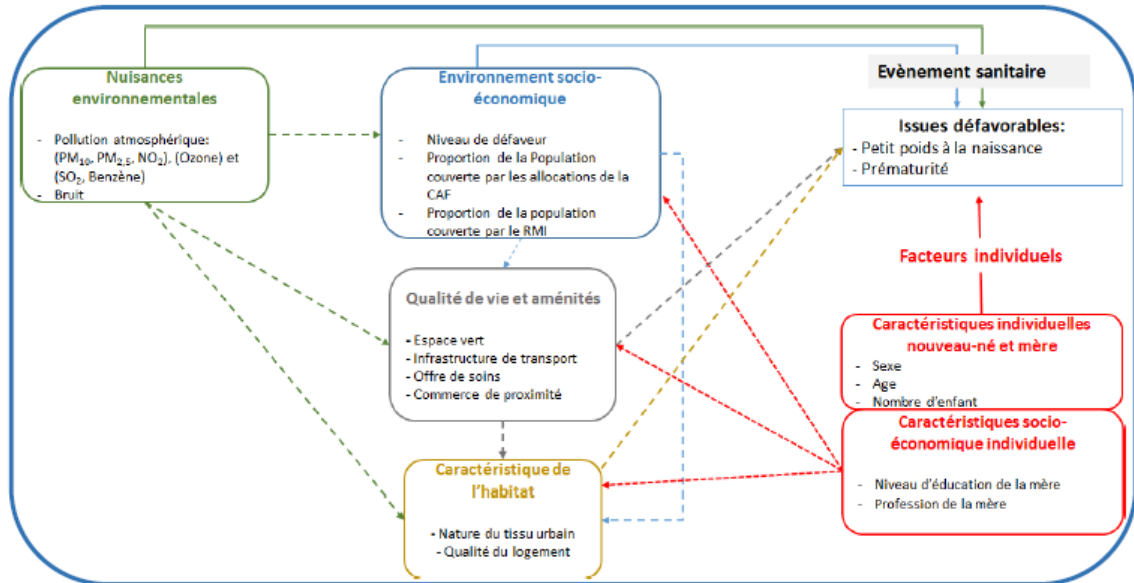 Nuisances
environnementales
- Pollution atmosphérique:
(PM10, PM2,5, NO2), (Ozone) et
(SO2, Benzène)
- Bruit
Environnement socio-
économique
- Niveau de défaveur
- Proportion de la Population
couverte par les allocations de la
CAF
- Proportion de la population
couverte par le RMI
Evènement sanitaire
Issues défavorables:
- Petit poids à la naissance
- Prématurité
Qualité de vie et aménités
- Espace vert
- Infrastructure de transport
- Offre de soins
- Commerce de proximité
Facteurs individuels
Caractéristiques individuelles
nouveau-né et mère
- Sexe
- Age
- Nombre d'enfant
Caractéristiques socio-
économique individuelle
- Niveau d'éducation de la mère
- Profession de la mère
Caractéristique de
l'habitat
- Nature du tissu urbain
- Qualité du logement